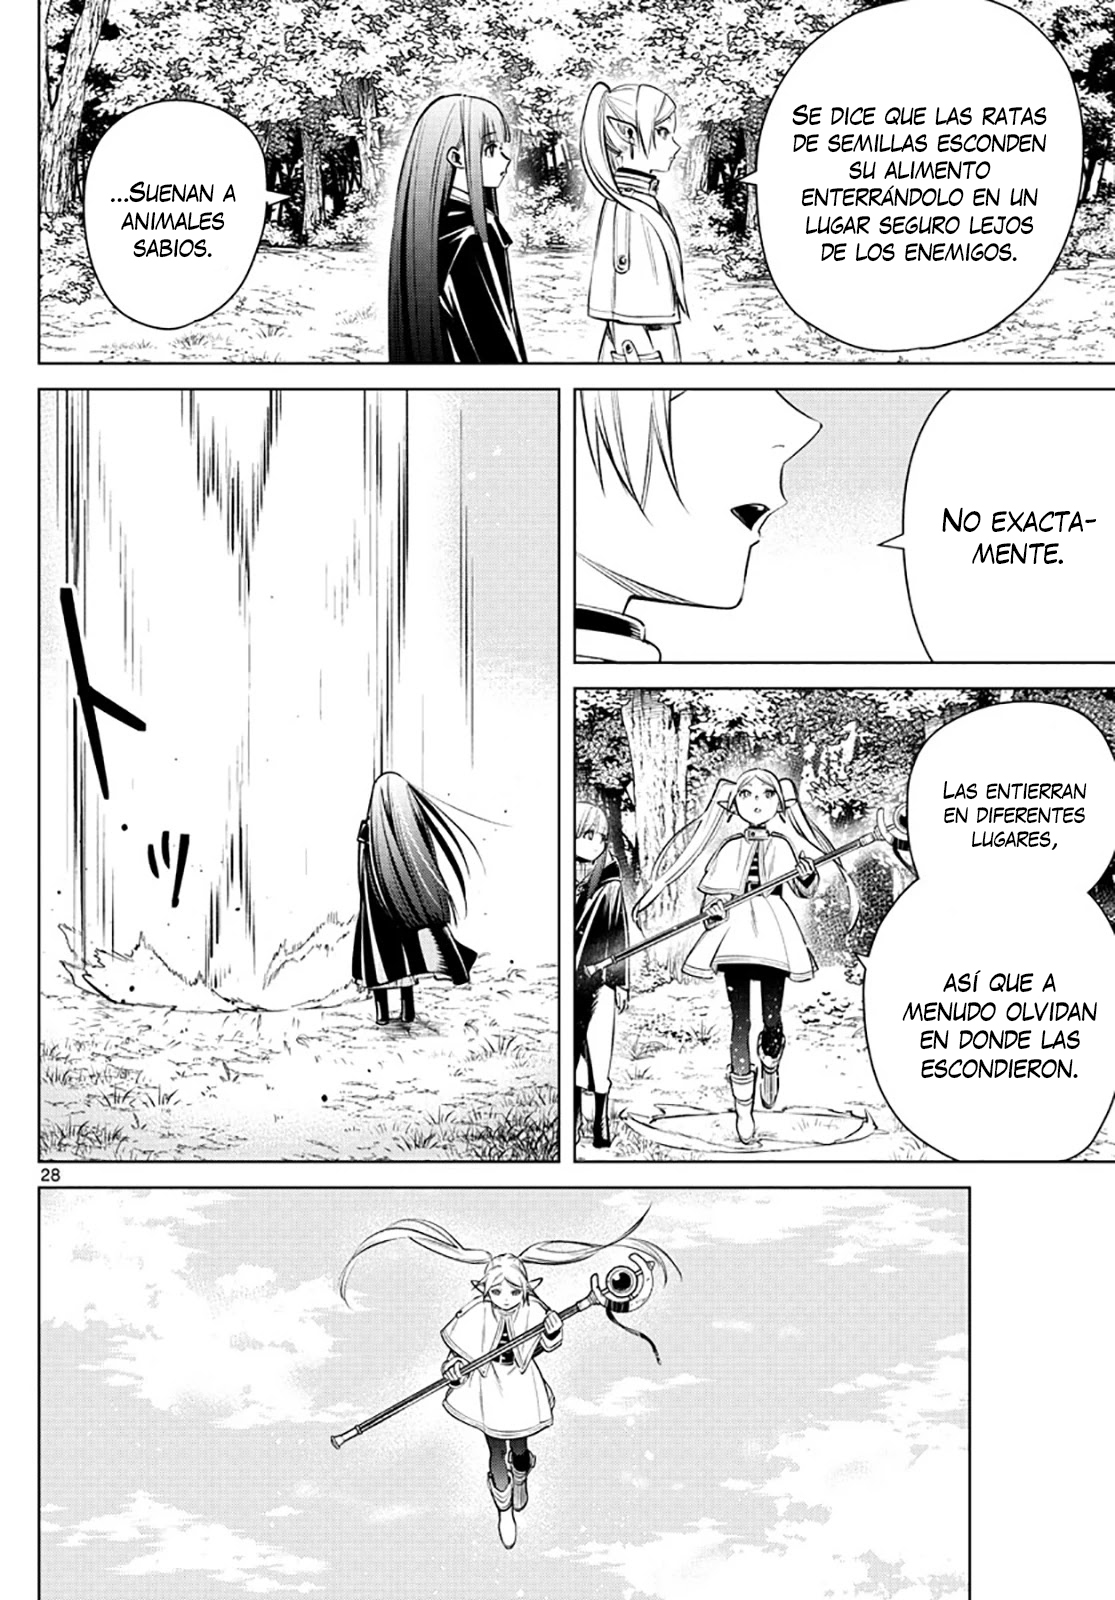 SE DICE QUE LAS RATAS
DE SEMILLAS ESCONDEN
SU ALIMENTO
ENTERRÁNDOLO EN UN
LUGAR SEGURO LEJOS
DE LOS ENEMIGOS.
...SUENAN A
ANIMALES
SABIOS.
NO EXACTA-
MENTE.
LAS ENTIERRAN
EN DIFERENTES
LUGARES,
ASÍ QUE A
MENUDO OLVIDAN
EN DONDE LAS
ESCONDIERON.
トッ
28